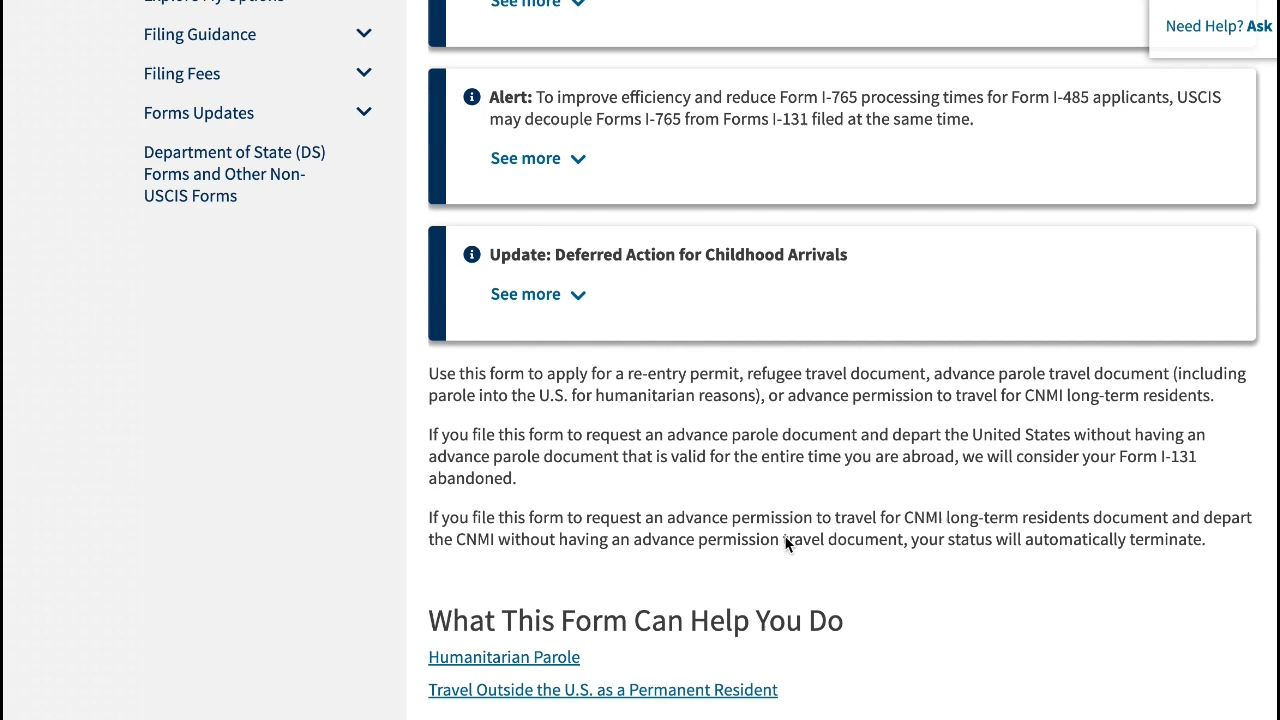 See more
Filing Guidance
Filing Fees
Forms Updates
Department of State (DS)
Forms and Other Non-
USCIS Forms
Need Help? Ask
Alert: To improve efficiency and reduce Form I-765 processing times for Form I-485 applicants, USCIS
may decouple Forms I-765 from Forms I-131 filed at the same time.
See more
Update: Deferred Action for Childhood Arrivals
See more
Use this form to apply for a re-entry permit, refugee travel document, advance parole travel document (including
parole into the U.S. for humanitarian reasons), or advance permission to travel for CNMI long-term residents.
If you file this form to request an advance parole document and depart the United States without having an
advance parole document that is valid for the entire time you are abroad, we will consider your Form I-131
abandoned.
If you file this form to request an advance permission to travel for CNMI long-term residents document and depart
the CNMI without having an advance permission travel document, your status will automatically terminate.
What This Form Can Help You Do
Humanitarian Parole
Travel Outside the U.S. as a Permanent Resident